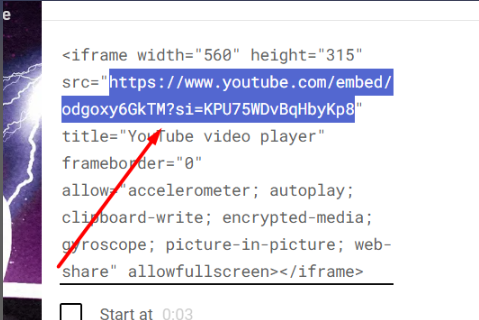 e
<iframe width="560" height="315"
src="https://www.youtube.com/embed/
odgoxy6GkTM?si=KPU75WDvBqHbyKp8"
title="YouTube video player"
frameborder="0"
allow="accelerometer; autoplay;
clipboard-write; encrypted-media;
gyroscope; picture-in-picture; web-
share" allowfullscreen></iframe>
Start at 0:03